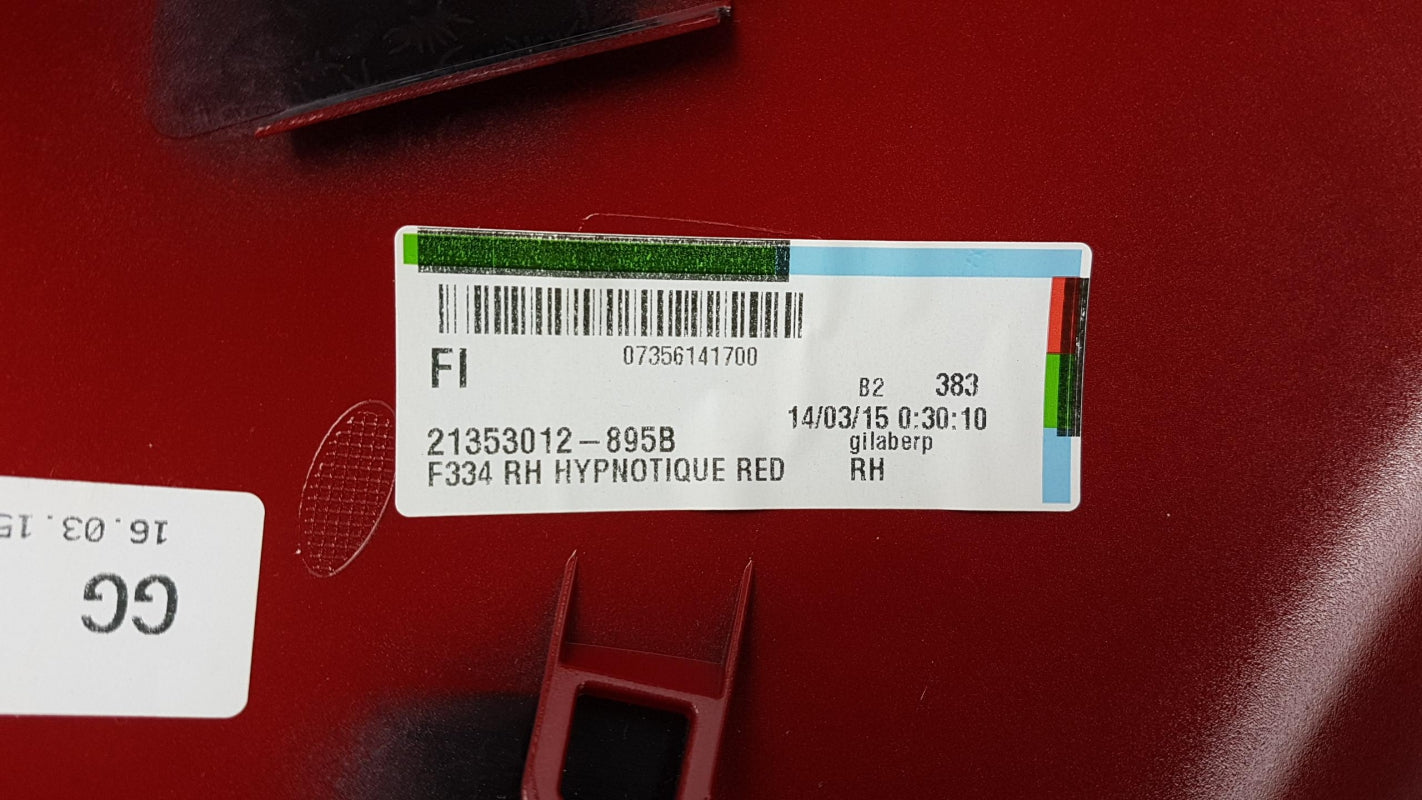 07356141700
FI
B2 383
14/03/15 0:30:10
gilaberp
21353012-895B
F334 RH HYPNOTIQUE RED RH
16.03.15
GG